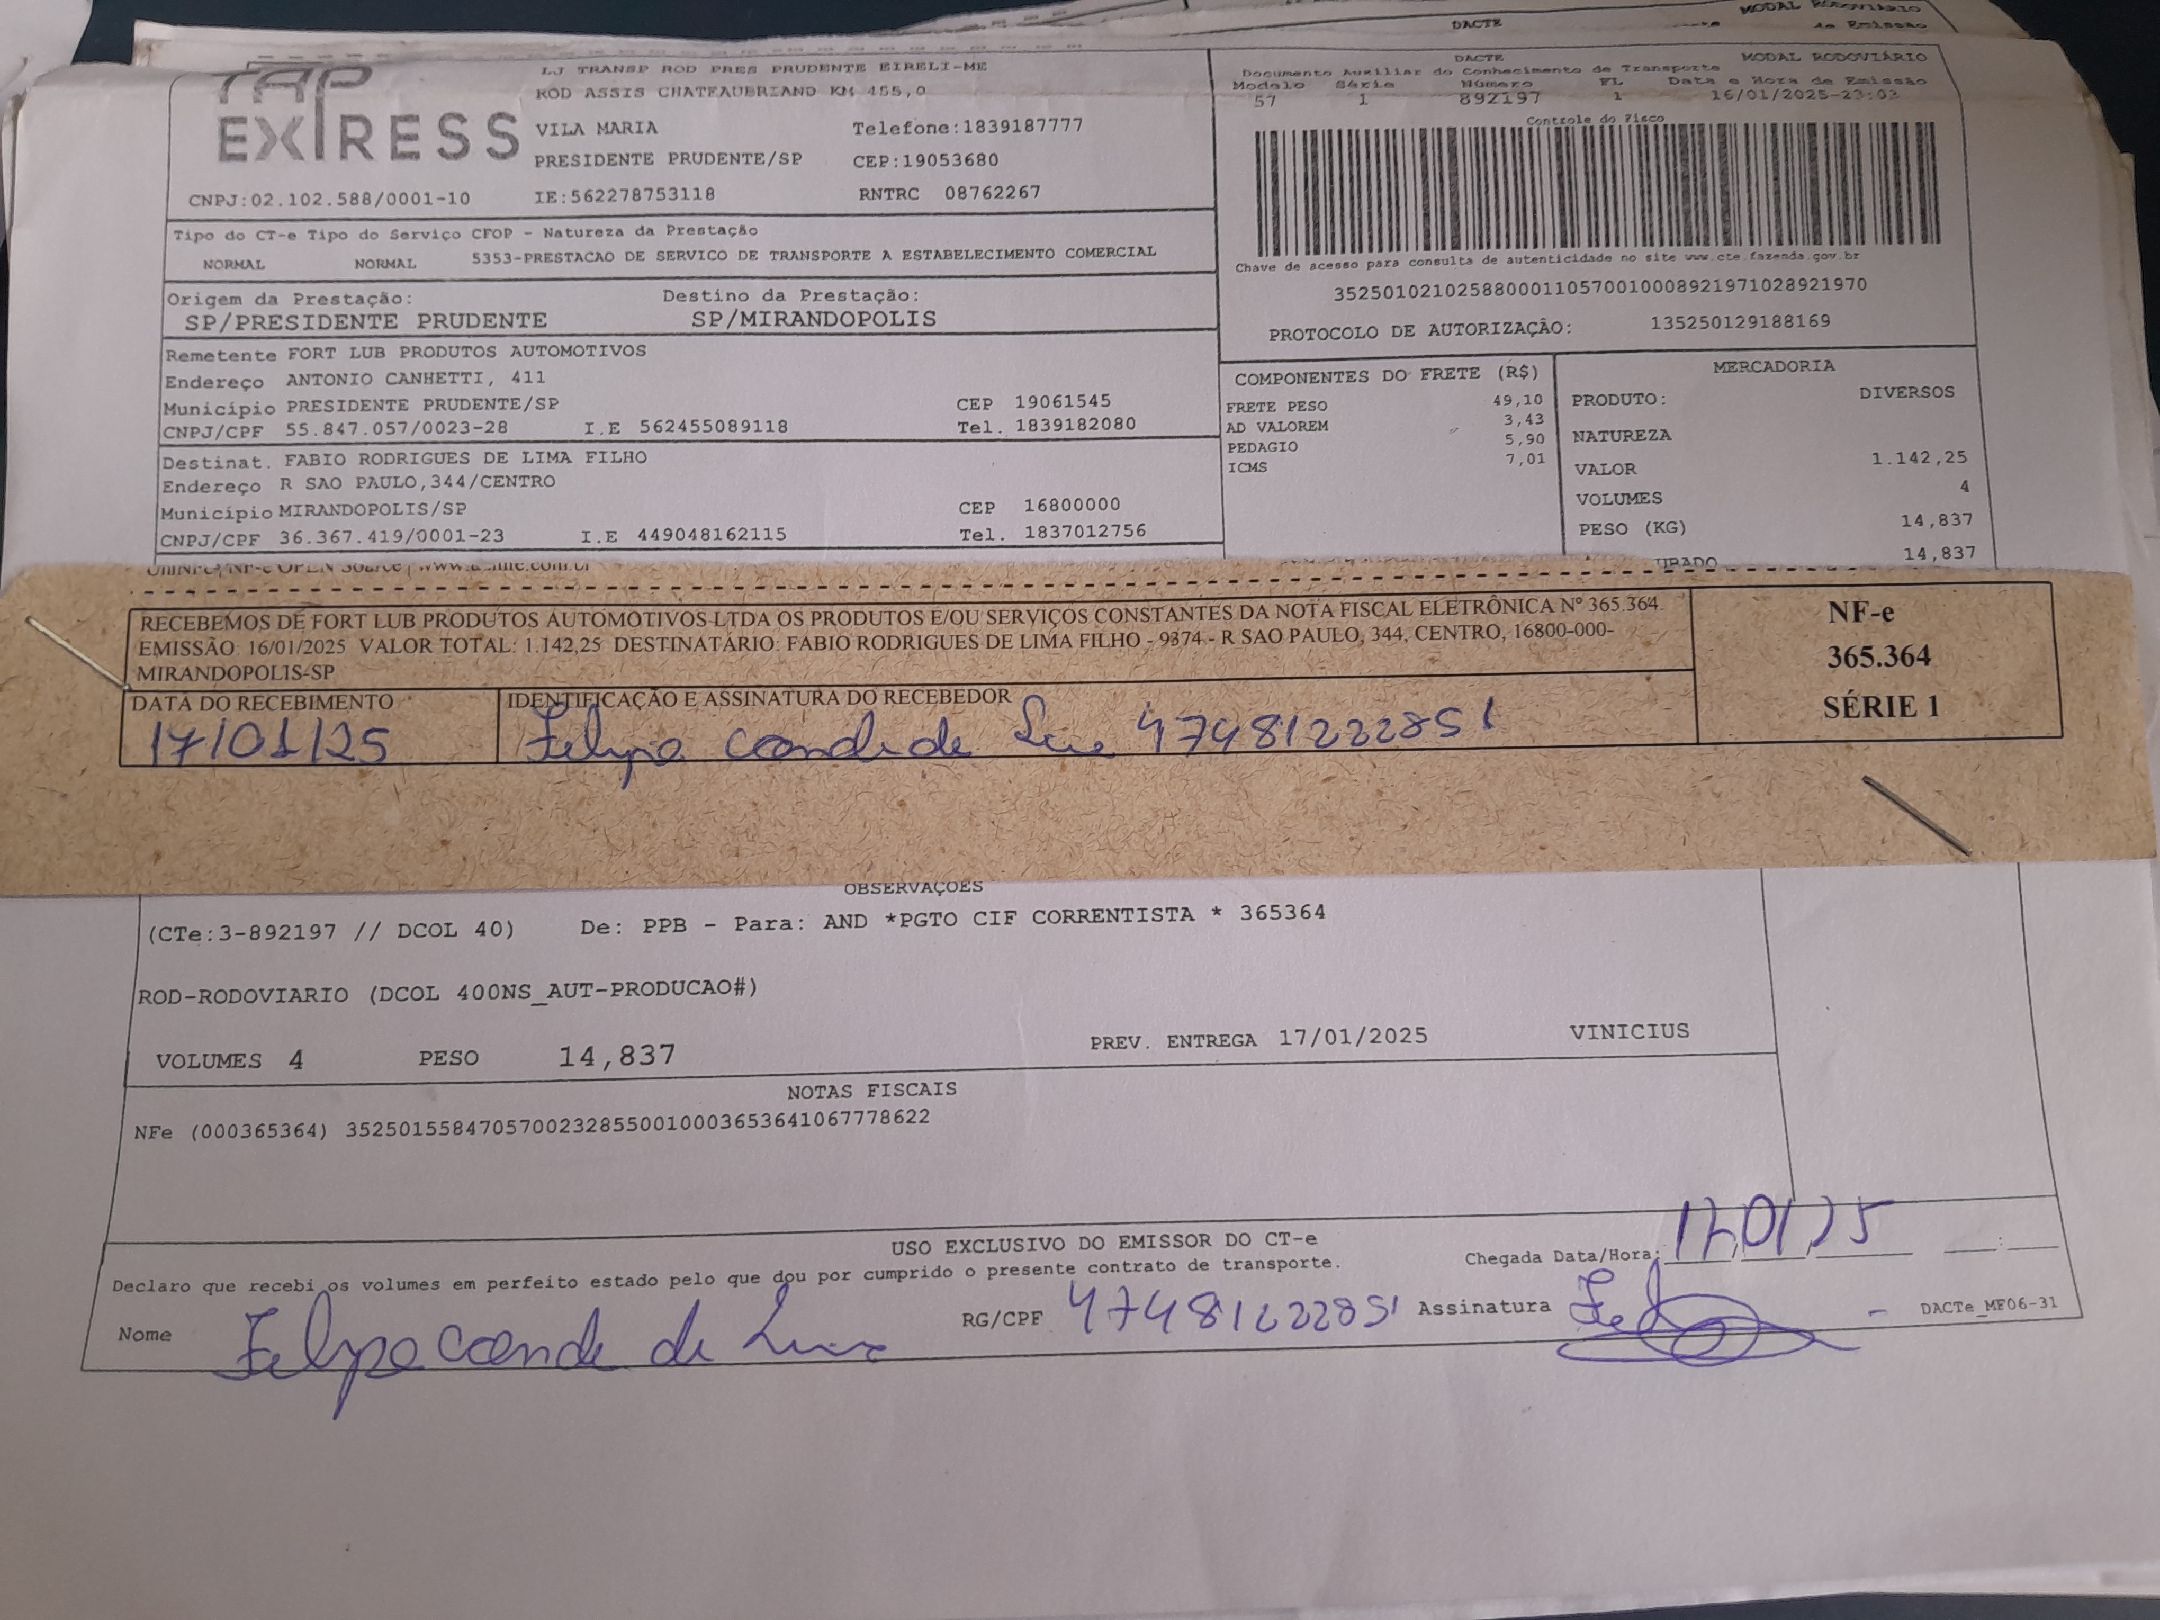 DACTE
MODAL RODOVIÁRIO
de Emissão
TAP
EXPRESS
LJ TRANSP ROD PRES PRUDENTE EIRELI-ME
ROD ASSIS CHATEAUBRIAND KM 455,0
VILA MARIA Telefone:1839187777
PRESIDENTE PRUDENTE/SP CEP:19053680
CNPJ:02.102.588/0001-10 IE:562278753118 RNTRC 08762267
DACTE MODAL RODOVIÁRIO
Documento Auxiliar do Conhecimento de Transporte
Modelo Série Número FL Data e Hora de Emissão
57 1 892197 1 16/01/2025-23:03
Controle do Fisco
Chave de acesso para consulta de autenticidade no site www.cte.fazenda.gov.br
35250102102588000110570010008921971028921970
PROTOCOLO DE AUTORIZAÇÃO: 135250129188169
Tipo do CT-e Tipo do Serviço CFOP - Natureza da Prestação
NORMAL NORMAL 5353-PRESTACAO DE SERVICO DE TRANSPORTE A ESTABELECIMENTO COMERCIAL
Origem da Prestação: Destino da Prestação:
SP/PRESIDENTE PRUDENTE SP/MIRANDOPOLIS
Remetente FORT LUB PRODUTOS AUTOMOTIVOS
Endereço ANTONIO CANHETTI, 411
Município PRESIDENTE PRUDENTE/SP CEP 19061545
CNPJ/CPF 55.847.057/0023-28 I.E 562455089118 Tel. 1839182080
Destinat. FABIO RODRIGUES DE LIMA FILHO
Endereço R SAO PAULO,344/CENTRO
Município MIRANDOPOLIS/SP CEP 16800000
CNPJ/CPF 36.367.419/0001-23 I.E 449048162115 Tel. 1837012756
COMPONENTES DO FRETE (R$)
FRETE PESO 49,10
AD VALOREM 3,43
PEDAGIO 5,90
ICMS 7,01
MERCADORIA
PRODUTO: DIVERSOS
NATUREZA
VALOR 1.142,25
VOLUMES 4
PESO (KG) 14,837
14,837
RECEBEMOS DE FORT LUB PRODUTOS AUTOMOTIVOS LTDA OS PRODUTOS E/OU SERVIÇOS CONSTANTES DA NOTA FISCAL ELETRÔNICA Nº 365.364.
EMISSÃO: 16/01/2025 VALOR TOTAL: 1.142,25 DESTINATÁRIO: FABIO RODRIGUES DE LIMA FILHO - 9374 - R SAO PAULO, 344, CENTRO, 16800-000-
MIRANDOPOLIS-SP
DATA DO RECEBIMENTO IDENTIFICAÇÃO E ASSINATURA DO RECEBEDOR
17/01/25 Felipe conde de 47481222851
NF-e
365.364
SÉRIE 1
OBSERVAÇÕES
(CTe:3-892197 // DCOL 40) De: PPB - Para: AND *PGTO CIF CORRENTISTA * 365364
ROD-RODOVIARIO (DCOL 400NS_AUT-PRODUCAO#)
VOLUMES 4 PESO 14,837 PREV. ENTREGA 17/01/2025 VINICIUS
NOTAS FISCAIS
NFe (000365364) 35250155847057002328550010003653641067778622
USO EXCLUSIVO DO EMISSOR DO CT-e
Declaro que recebi os volumes em perfeito estado pelo que dou por cumprido o presente contrato de transporte.
Chegada Data/Hora: 17/01/25
Nome Felipe conde de RG/CPF 47481222851 Assinatura DACTe_MF06-31